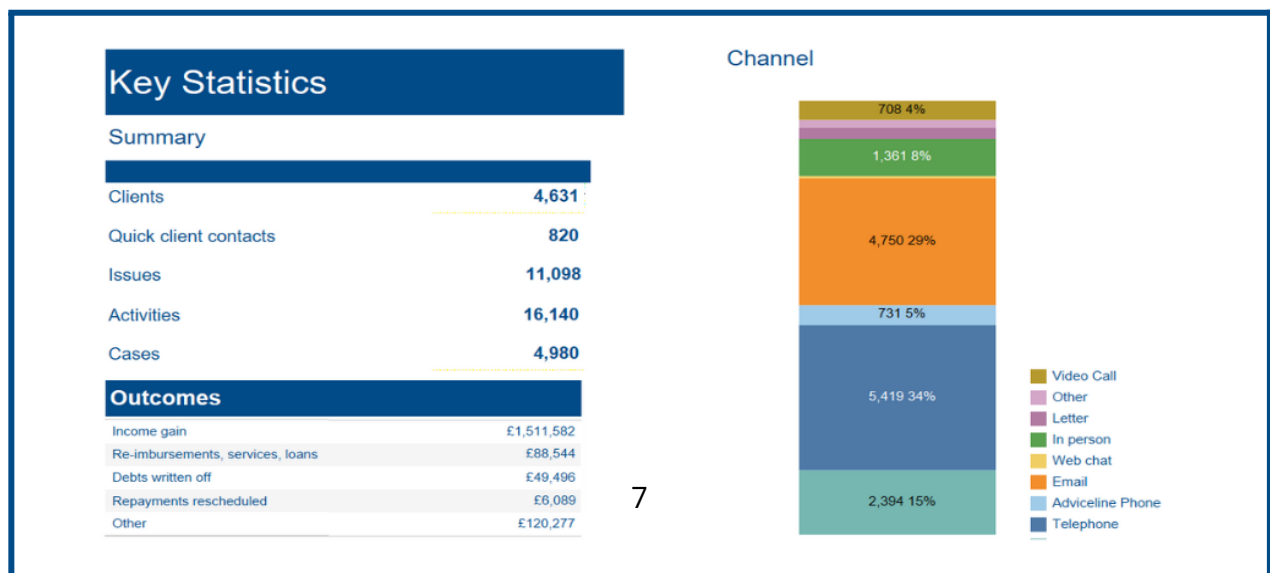 Key Statistics
Summary
Clients 4,631
Quick client contacts 820
Issues 11,098
Activities 16,140
Cases 4,980
Outcomes
Income gain £1,511,582
Re-imbursements, services, loans £88,544
Debts written off £49,496
Repayments rescheduled £6,089
Other £120,277
7
Channel
708 4%
1,361 8%
4,750 29%
731 5%
5,419 34%
2,394 15%
Video Call
Other
Letter
In person
Web chat
Email
Adviceline Phone
Telephone